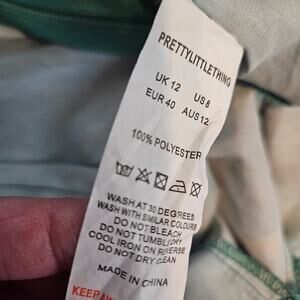 PRETTYLITTLETHING
UK 12 US 8
EUR 40 AUS 12
100% POLYESTER
WASH AT 30 DEGREES
WASH WITH SIMILAR COLOURS
DO NOT BLEACH
DO NOT TUMBLE DRY
COOL IRON ON REVERSE
DO NOT DRY CLEAN
MADE IN CHINA
KEEP